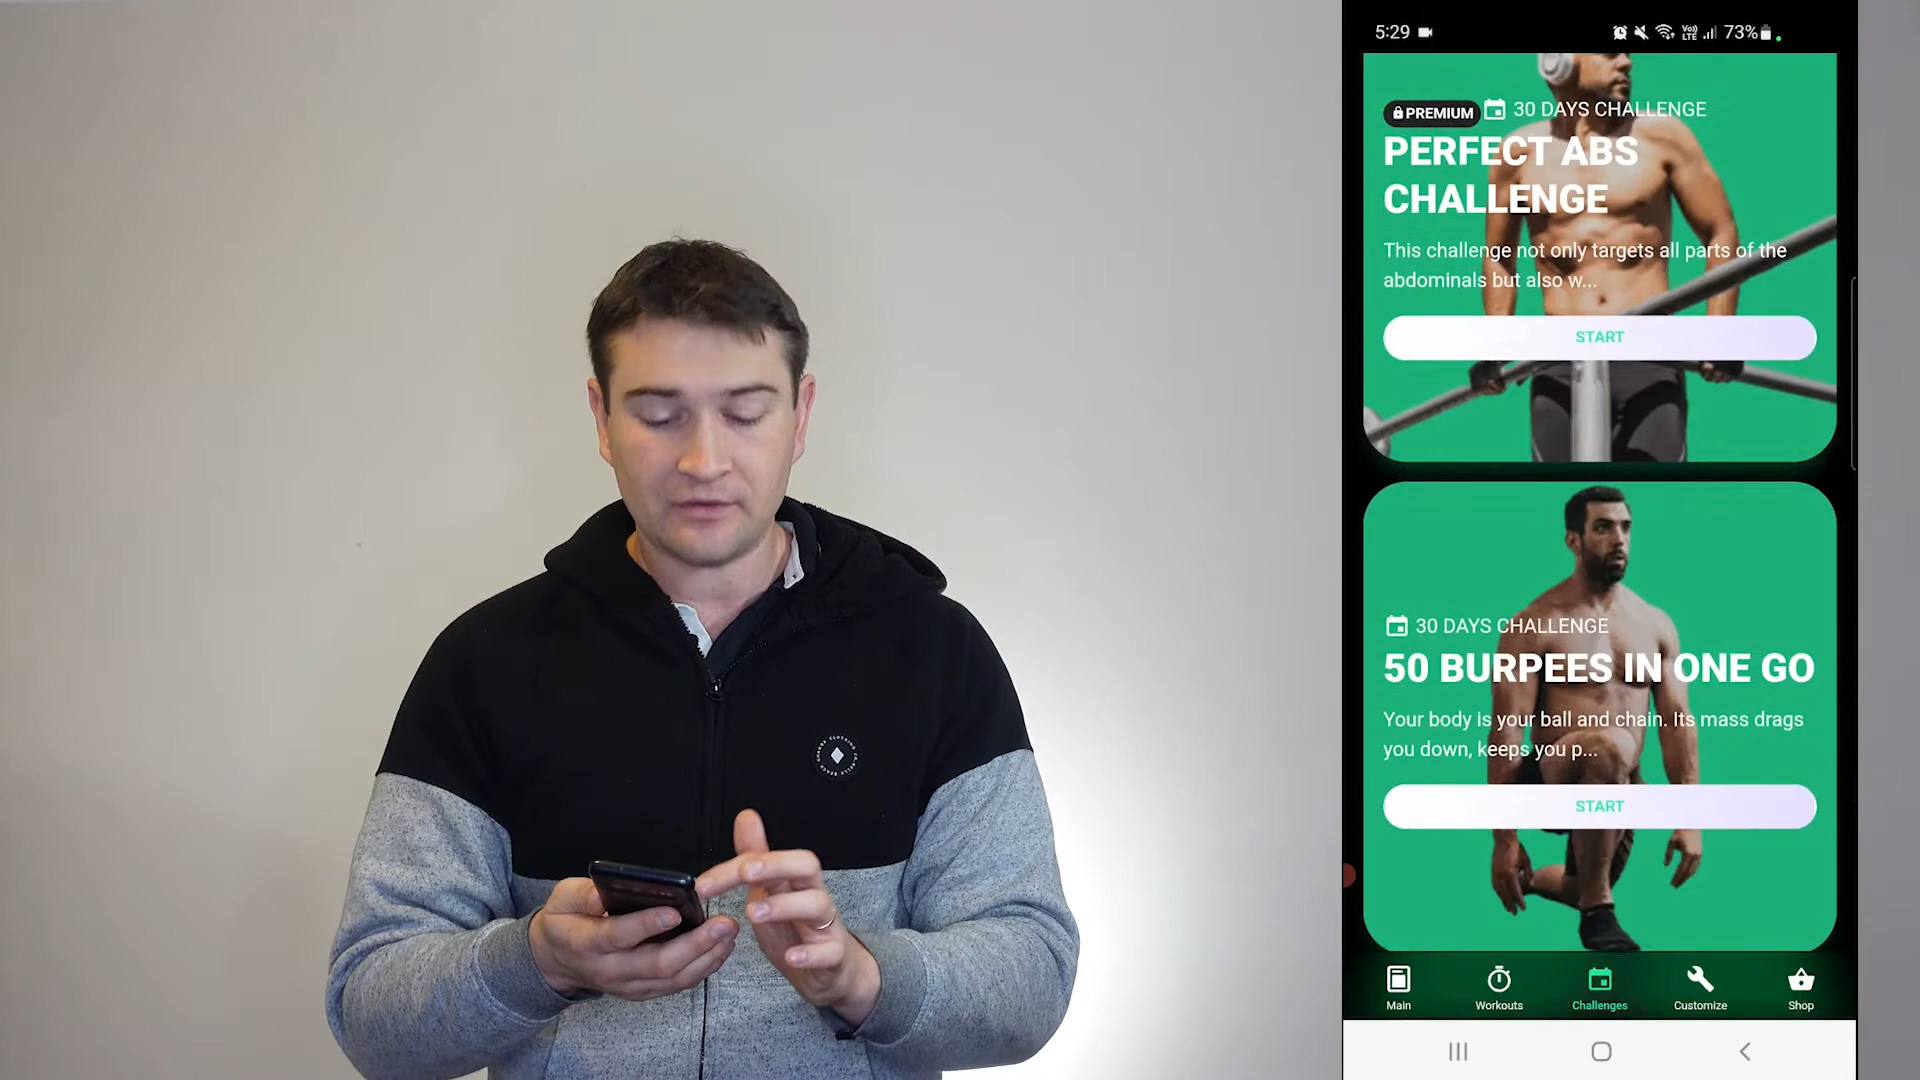 5:29
Vo))
LTE
73%
PREMIUM
30 DAYS CHALLENGE
PERFECT ABS
CHALLENGE
This challenge not only targets all parts of the
abdominals but also w...
START
30 DAYS CHALLENGE
50 BURPEES IN ONE GO
Your body is your ball and chain. Its mass drags
you down, keeps you p...
START
Main
Workouts
Challenges
Customize
Shop